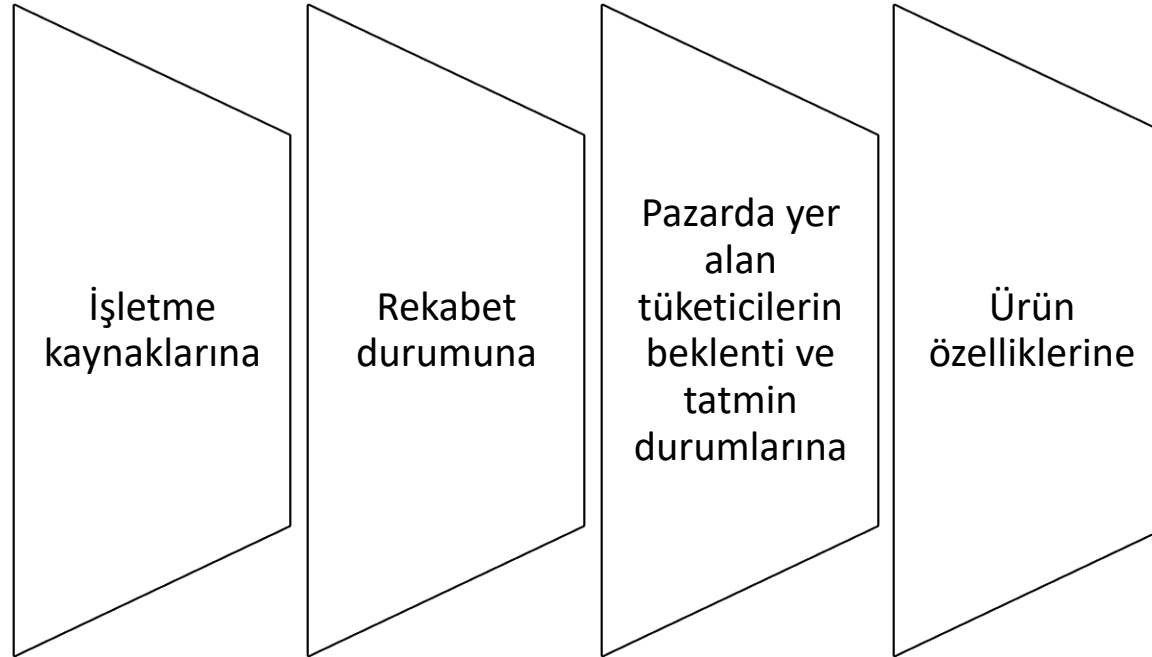 İşletme
kaynaklarına
Rekabet
durumuna
Pazarda yer
alan
tüketicilerin
beklenti ve
tatmin
durumlarına
Ürün
özelliklerine